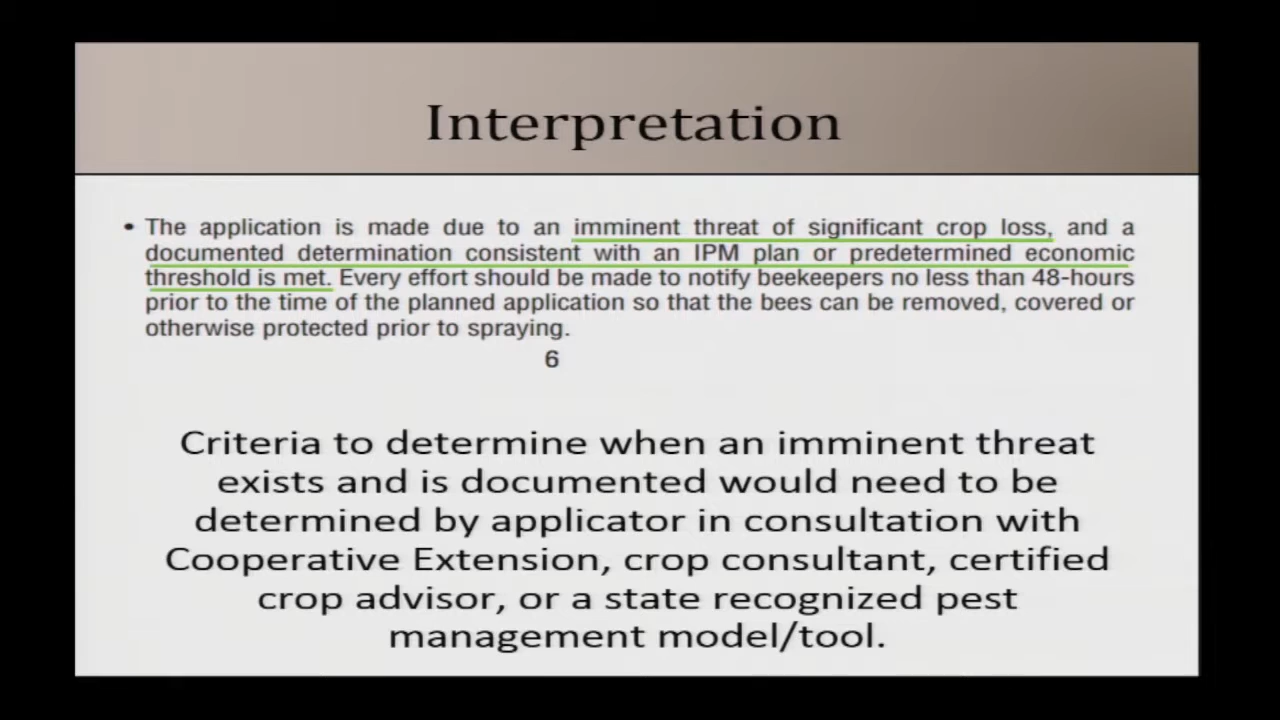 Interpretation
• The application is made due to an imminent threat of significant crop loss, and a
documented determination consistent with an IPM plan or predetermined economic
threshold is met. Every effort should be made to notify beekeepers no less than 48-hours
prior to the time of the planned application so that the bees can be removed, covered or
otherwise protected prior to spraying.
6
Criteria to determine when an imminent threat
exists and is documented would need to be
determined by applicator in consultation with
Cooperative Extension, crop consultant, certified
crop advisor, or a state recognized pest
management model/tool.